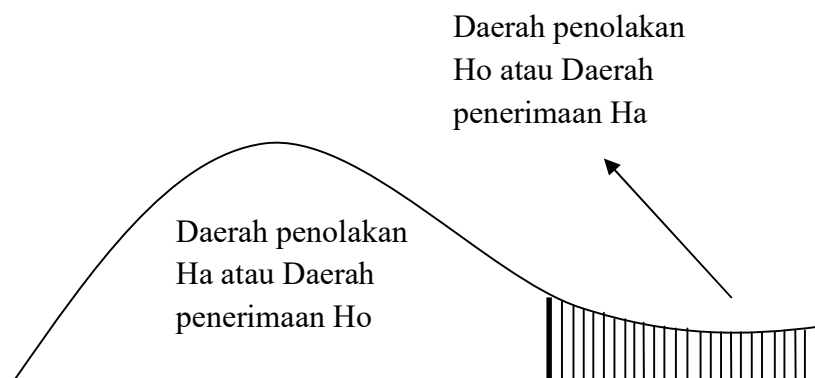 Daerah penolakan
Ho atau Daerah
penerimaan Ha
Daerah penolakan
Ha atau Daerah
penerimaan Ho